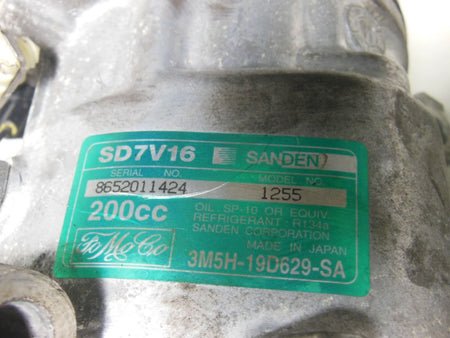 SD7V16 SANDEN
SERIAL NO. MODEL NO
8652011424 1255
200CC OIL SP-10 OR EQUIV.
REFRIGERANT R134a
SANDEN CORPORATION
MADE IN JAPAN
FoMoCo 3M5H-19D629-SA